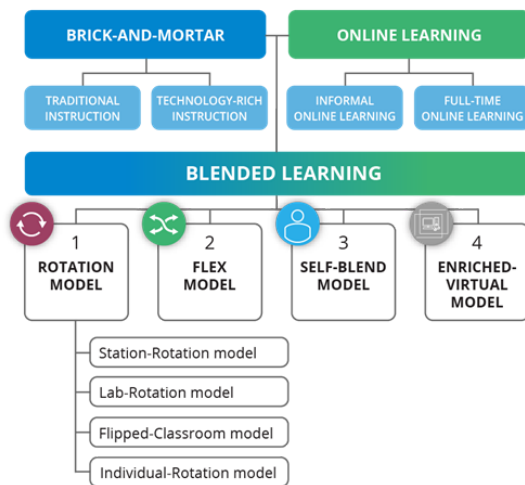 BRICK-AND-MORTAR
ONLINE LEARNING
TRADITIONAL
INSTRUCTION
TECHNOLOGY-RICH
INSTRUCTION
INFORMAL
ONLINE LEARNING
FULL-TIME
ONLINE LEARNING
BLENDED LEARNING
1
ROTATION
MODEL
2
FLEX
MODEL
3
SELF-BLEND
MODEL
4
ENRICHED-
VIRTUAL
MODEL
Station-Rotation model
Lab-Rotation model
Flipped-Classroom model
Individual-Rotation model